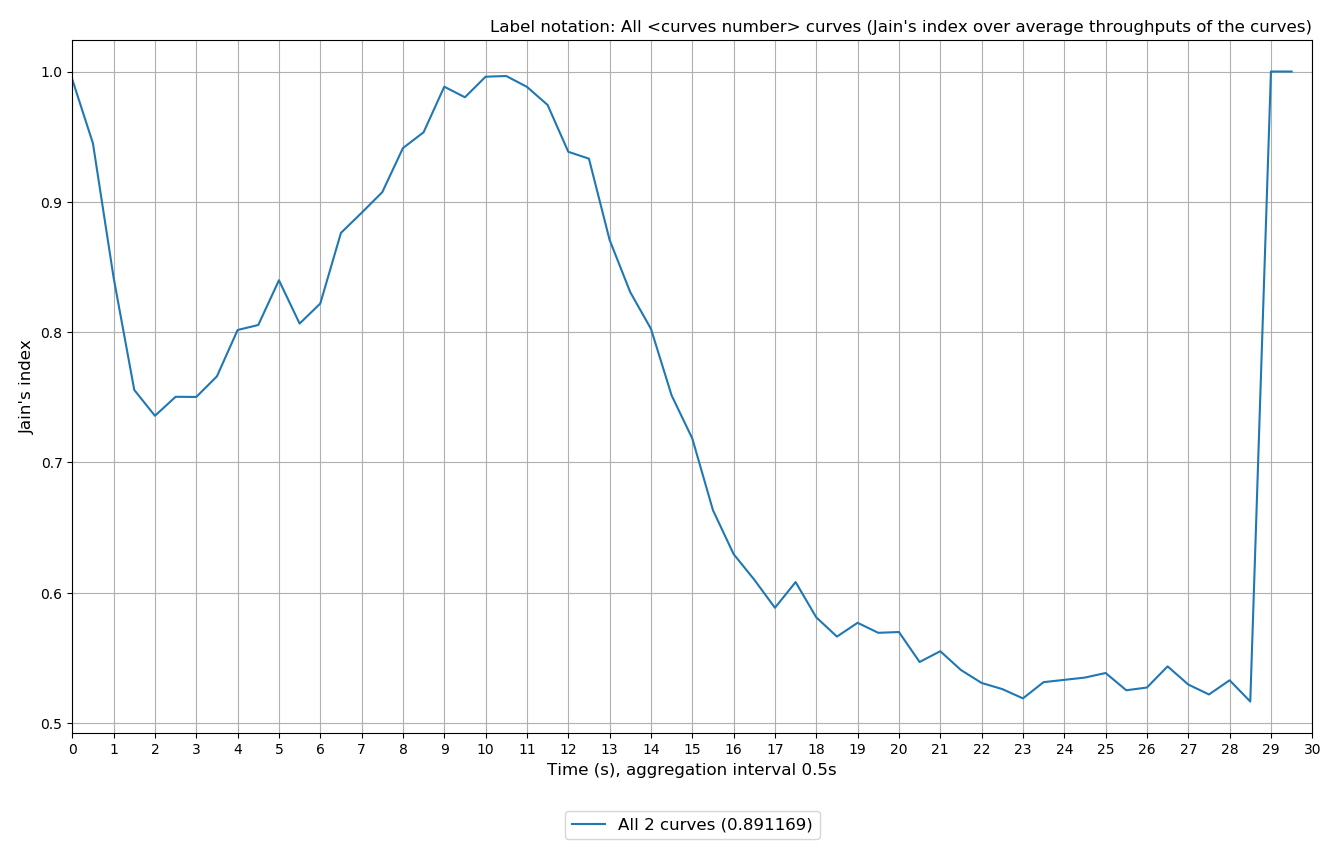 Label notation: All <curves number> curves (Jain's index over average throughputs of the curves)
1.0
0.9
0.8
0.7
0.6
0.5
Jain's index
0 1 2 3 4 5 6 7 8 9 10 11 12 13 14 15 16 17 18 19 20 21 22 23 24 25 26 27 28 29 30
Time (s), aggregation interval 0.5s
All 2 curves (0.891169)